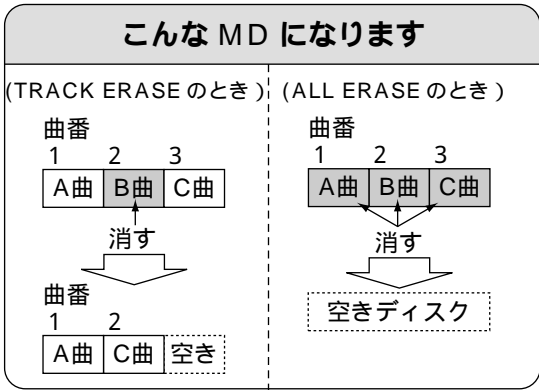 こんな MD になります
(TRACK ERASE のとき)
曲番
1 2 3
A曲 B曲 C曲
消す
曲番
1 2
A曲 C曲 空き
(ALL ERASE のとき)
曲番
1 2 3
A曲 B曲 C曲
消す
空きディスク